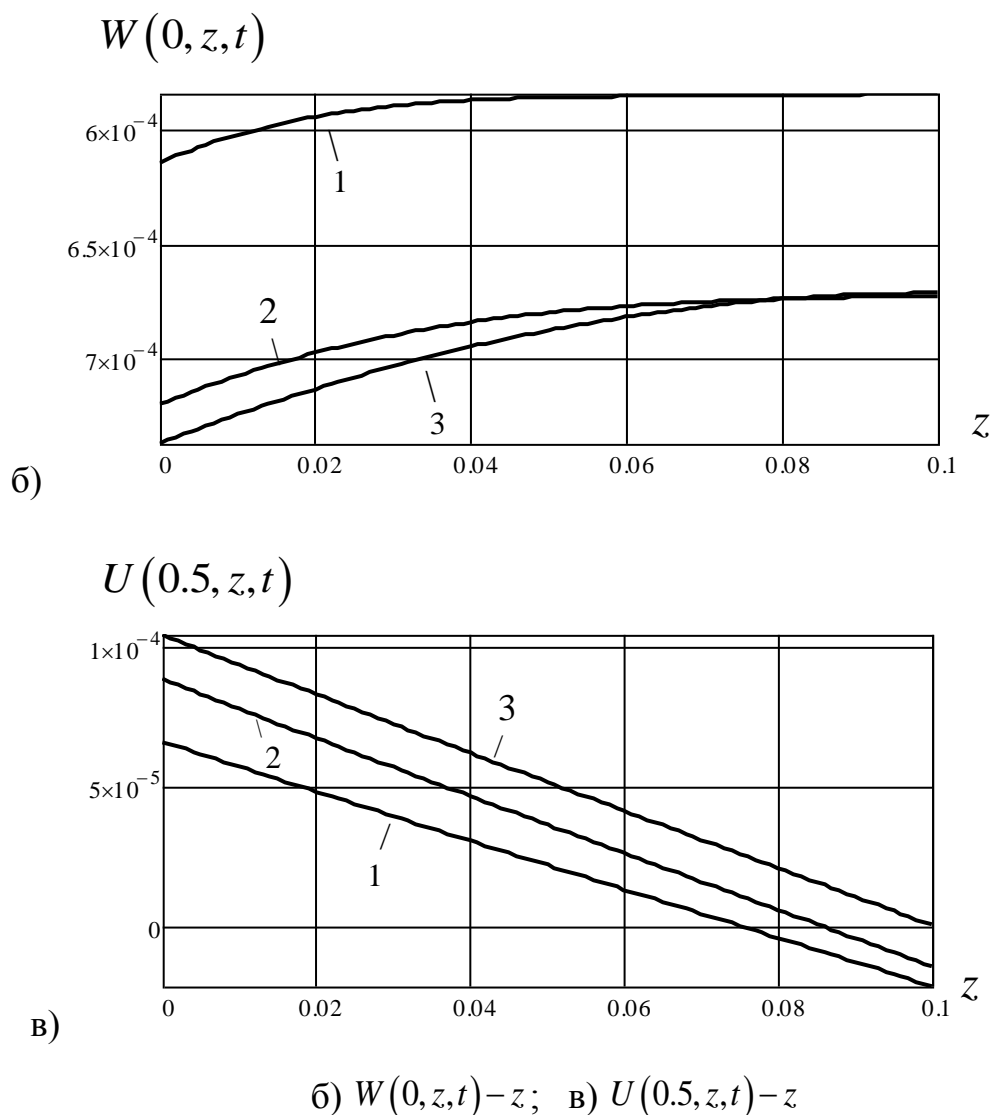 W(0,z,t)
6×10⁻⁴
1
6.5×10⁻⁴
2
7×10⁻⁴
3
z
0 0.02 0.04 0.06 0.08 0.1
б)
U(0.5,z,t)
1×10⁻⁴
3
2
5×10⁻⁵
1
0
z
0 0.02 0.04 0.06 0.08 0.1
в)
б) W(0,z,t)−z; в) U(0.5,z,t)−z